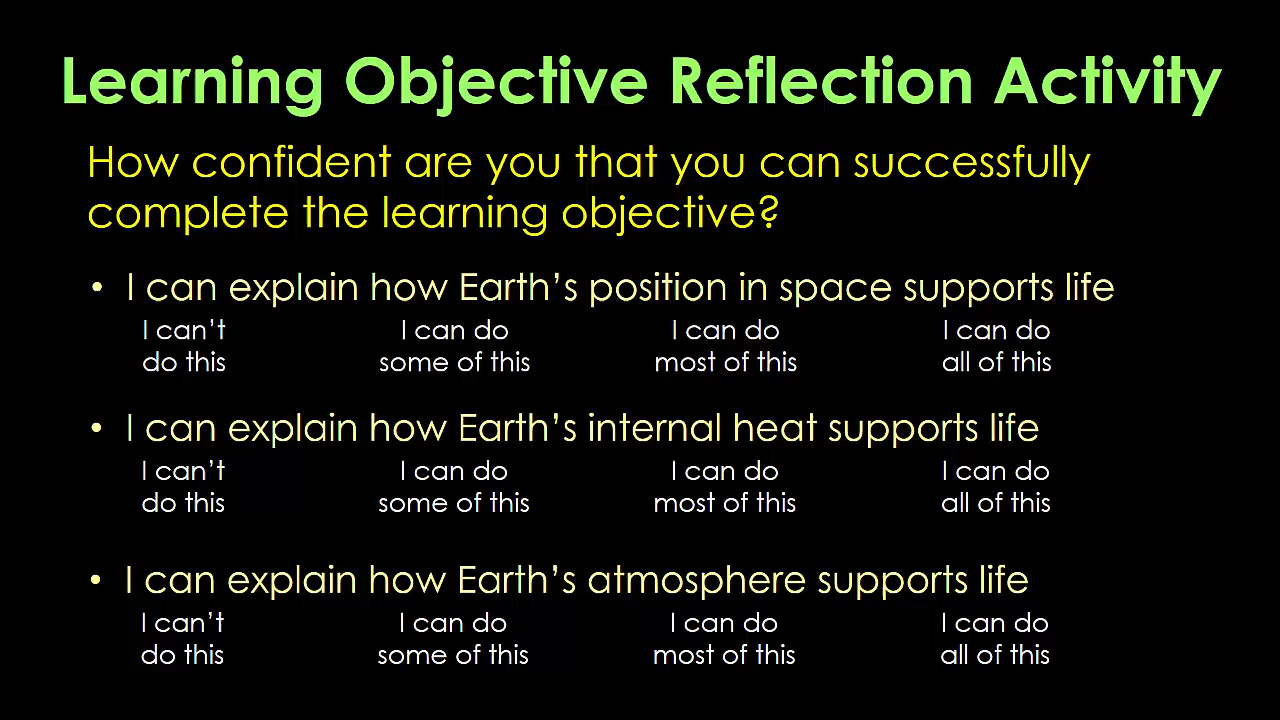 Learning Objective Reflection Activity
How confident are you that you can successfully
complete the learning objective?
• I can explain how Earth’s position in space supports life
I can’t I can do I can do I can do
do this some of this most of this all of this
• I can explain how Earth’s internal heat supports life
I can’t I can do I can do I can do
do this some of this most of this all of this
• I can explain how Earth’s atmosphere supports life
I can’t I can do I can do I can do
do this some of this most of this all of this